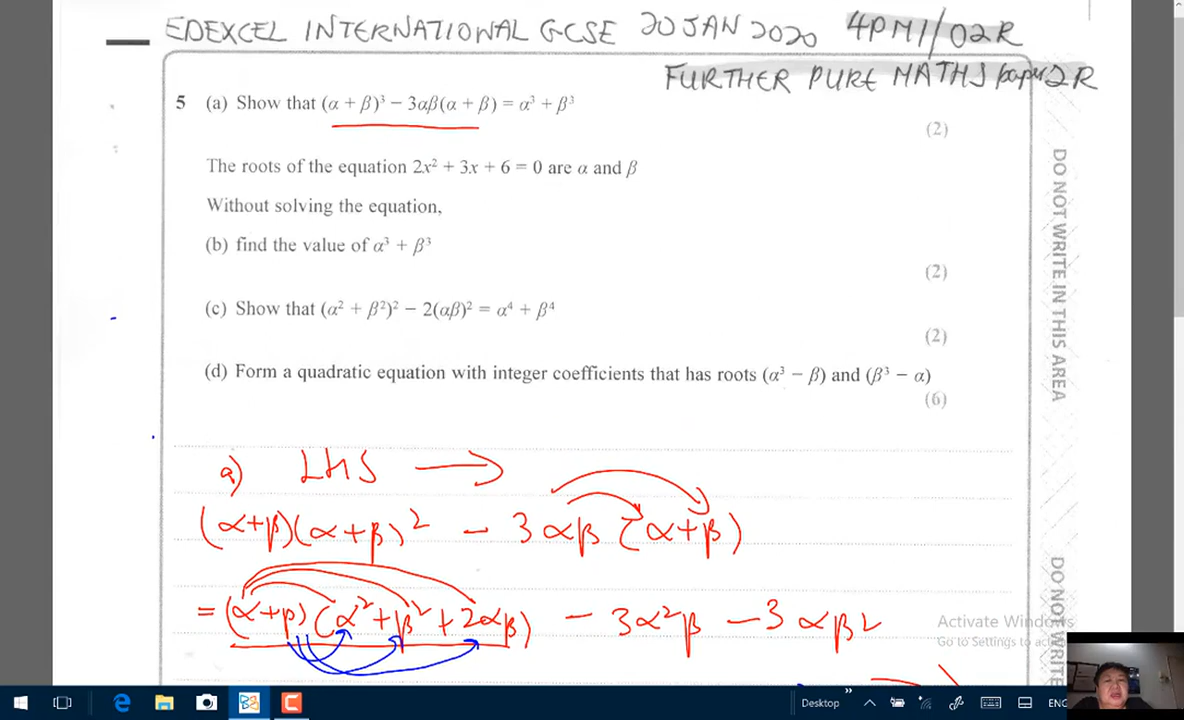 EDEXCEL INTERNATIONAL GCSE 20 JAN 2020 4PM1/02R
FURTHER PURE MATHS paper 2R
5 (a) Show that (α + β)³ − 3αβ(α + β) = α³ + β³
(2)
The roots of the equation 2x² + 3x + 6 = 0 are α and β
Without solving the equation,
(b) find the value of α³ + β³
(2)
(c) Show that (α² + β²)² − 2(αβ)² = α⁴ + β⁴
(2)
(d) Form a quadratic equation with integer coefficients that has roots (α³ − β) and (β³ − α)
(6)
a) LHS →
(α+β)(α+β)² − 3αβ (α+β)
= (α+β)(α²+β²+2αβ) − 3α²β − 3αβ²
DO NOT WRITE IN THIS AREA
DO NOT WRITE
Activate Windows
Go to Settings to
Desktop
ENG